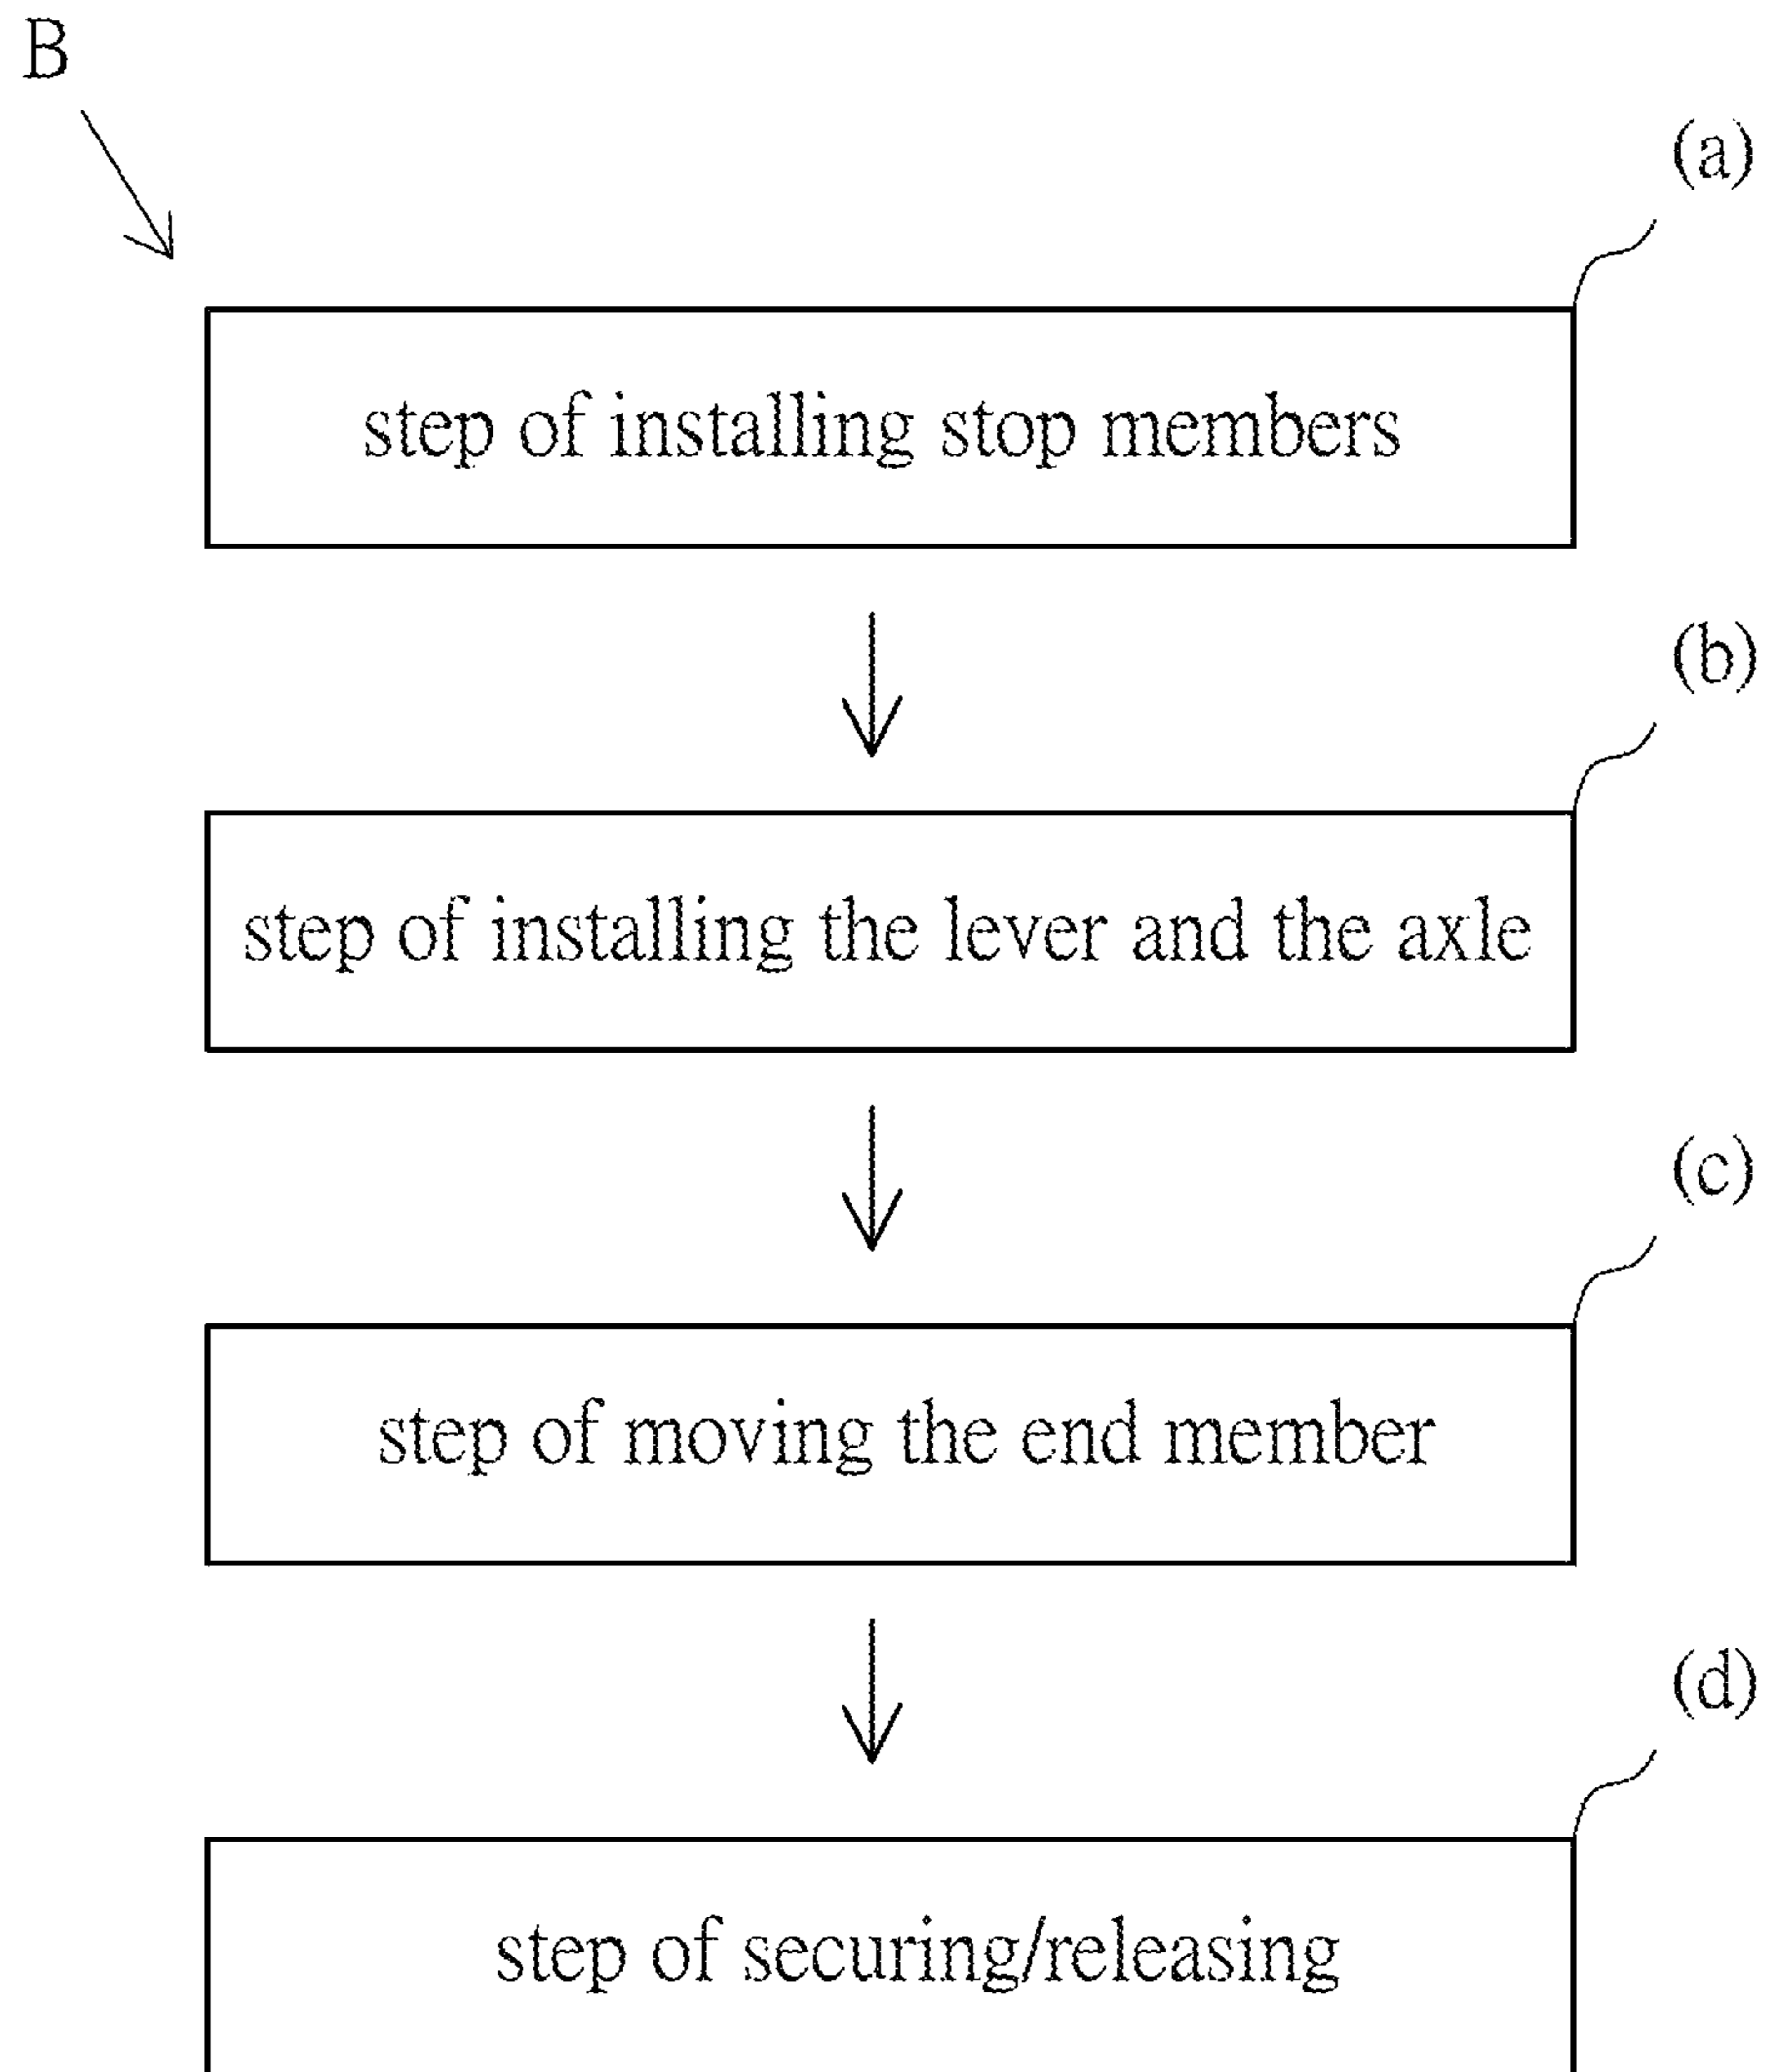 B
(a)
step of installing stop members
(b)
step of installing the lever and the axle
(c)
step of moving the end member
(d)
step of securing/releasing